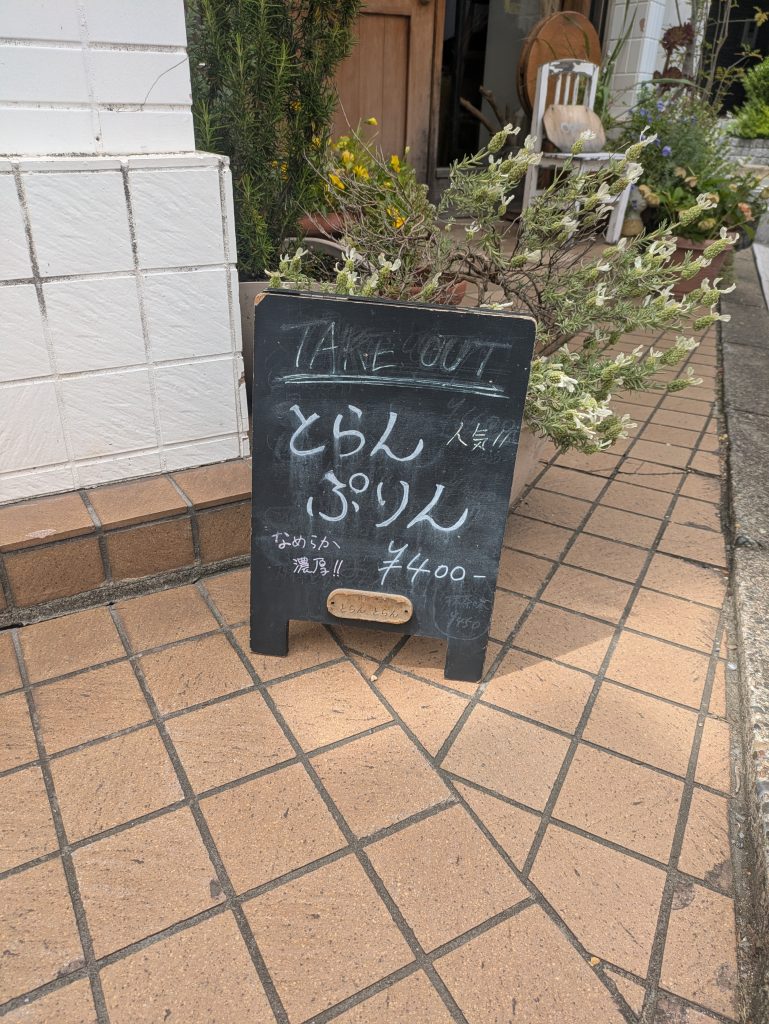 TAKE OUT
とらん 人気!!
ぷりん
なめらか
濃厚!! ¥400-
とらん とらん
¥450